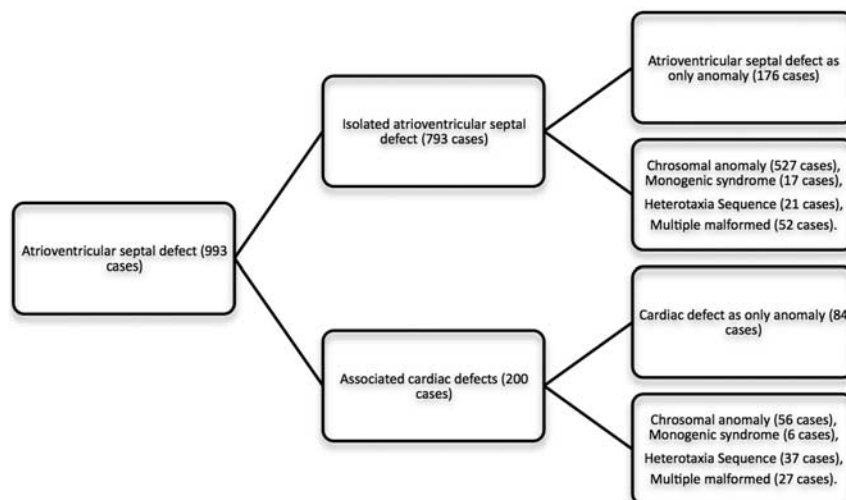 Atrioventricular septal defect as
only anomaly (176 cases)
Isolated atrioventricular septal
defect (793 cases)
Chrosomal anomaly (527 cases),
Monogenic syndrome (17 cases),
Heterotaxia Sequence (21 cases),
Multiple malformed (52 cases).
Atrioventricular septal defect (993
cases)
Cardiac defect as only anomaly (84
cases)
Associated cardiac defects (200
cases)
Chrosomal anomaly (56 cases),
Monogenic syndrome (6 cases),
Heterotaxia Sequence (37 cases),
Multiple malformed (27 cases).